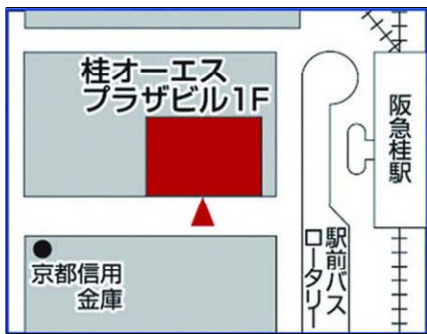 桂オーエス
プラザビル1F
阪急桂駅
駅前バス
ロータリー
京都信用
金庫